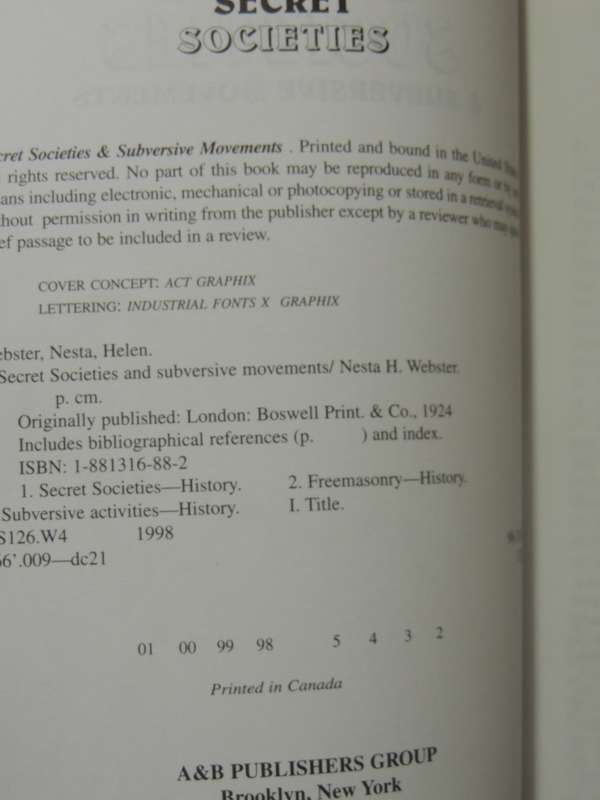 SECRET
SOCIETIES
cret Societies & Subversive Movements . Printed and bound in the United
rights reserved. No part of this book may be reproduced in any form or by
ans including electronic, mechanical or photocopying or stored in a retrieval
hout permission in writing from the publisher except by a reviewer who may
ef passage to be included in a review.
COVER CONCEPT: ACT GRAPHIX
LETTERING: INDUSTRIAL FONTS X GRAPHIX
ebster, Nesta, Helen.
Secret Societies and subversive movements/ Nesta H. Webster.
p. cm.
Originally published: London: Boswell Print. & Co., 1924
Includes bibliographical references (p. ) and index.
ISBN: 1-881316-88-2
1. Secret Societies—History. 2. Freemasonry—History.
Subversive activities—History. I. Title.
S126.W4 1998
66'.009—dc21
01 00 99 98 5 4 3 2
Printed in Canada
A&B PUBLISHERS GROUP
Brooklyn, New York